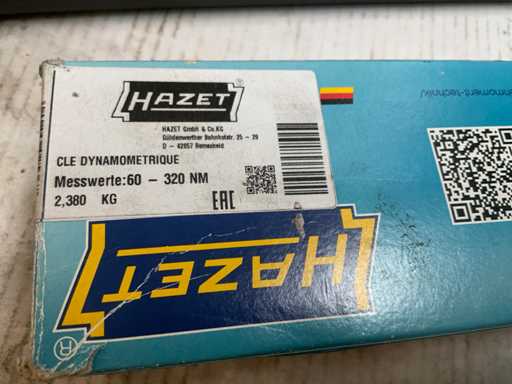 HAZET
®
HAZET GmbH & Co.KG
Güldenwerther Bahnhofstr. 25 - 29
D - 42857 Remscheid
CLE DYNAMOMETRIQUE
Messwerte:60 - 320 NM
2,380 KG
EAC
HAZET
®